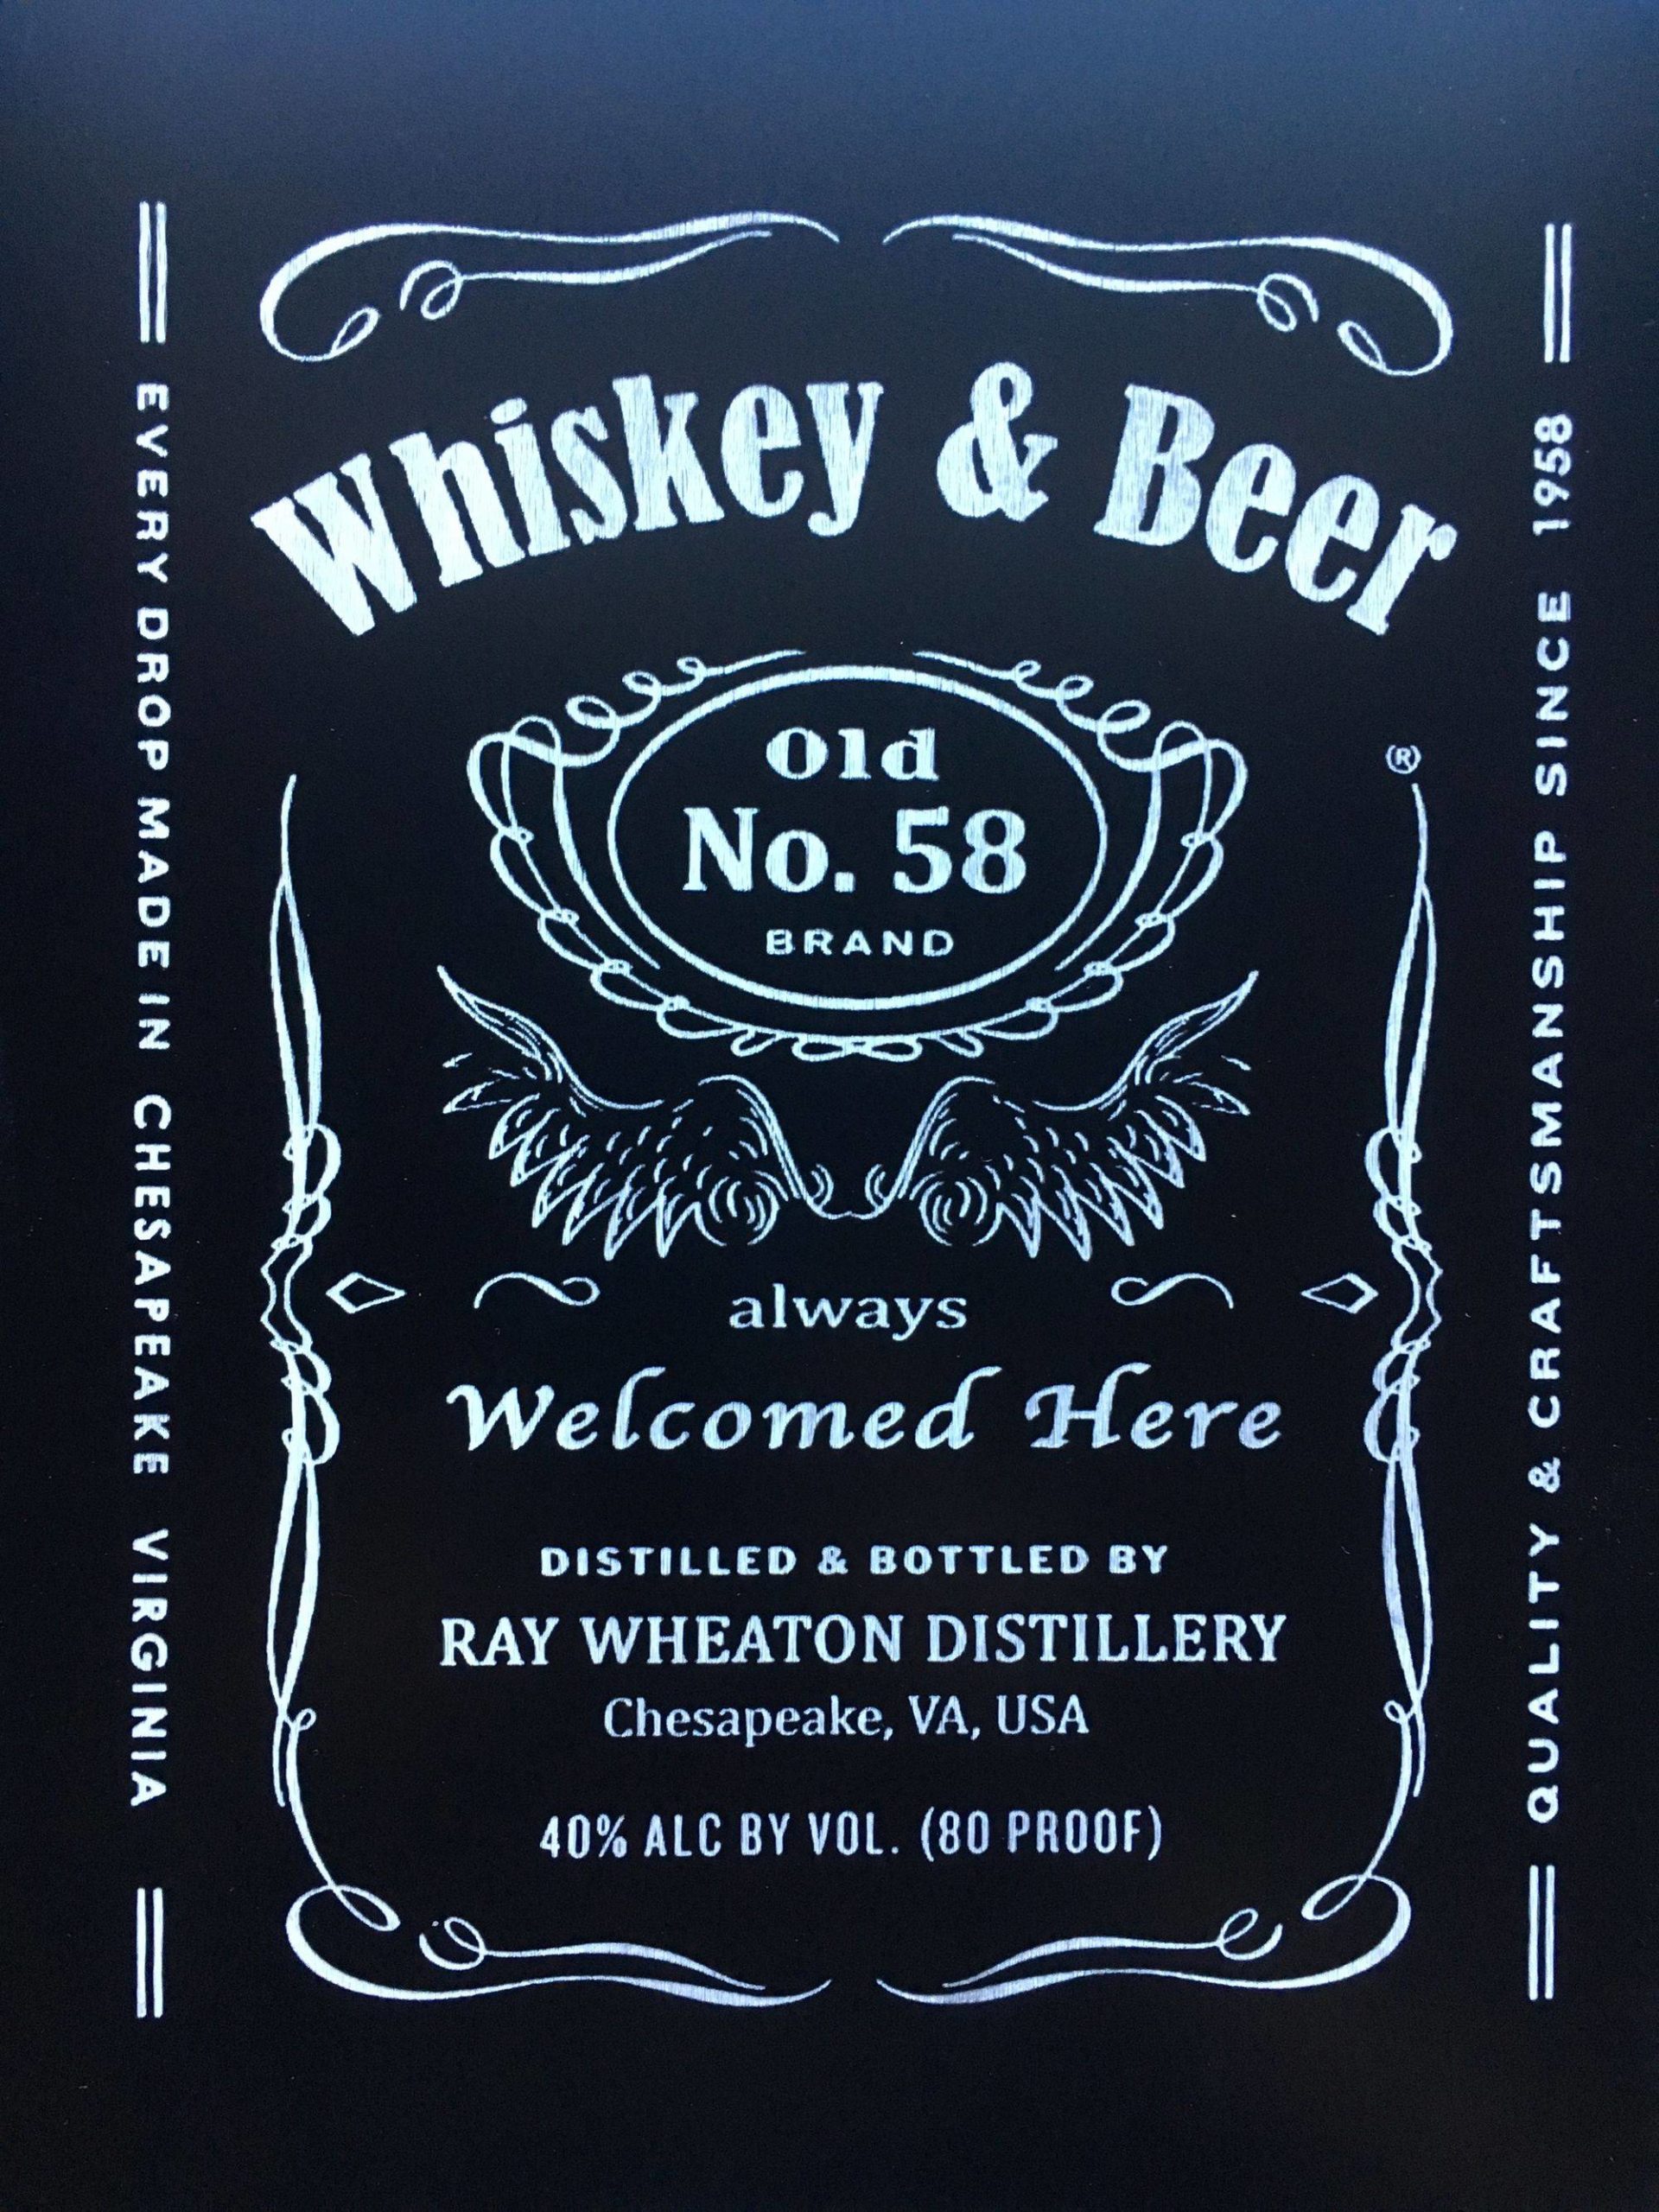 Whiskey & Beer
Old
No. 58
BRAND
®
always
Welcomed Here
DISTILLED & BOTTLED BY
RAY WHEATON DISTILLERY
Chesapeake, VA, USA
40% ALC BY VOL. (80 PROOF)
EVERY DROP MADE IN CHESAPEAKE VIRGINIA
QUALITY & CRAFTSMANSHIP SINCE 1958